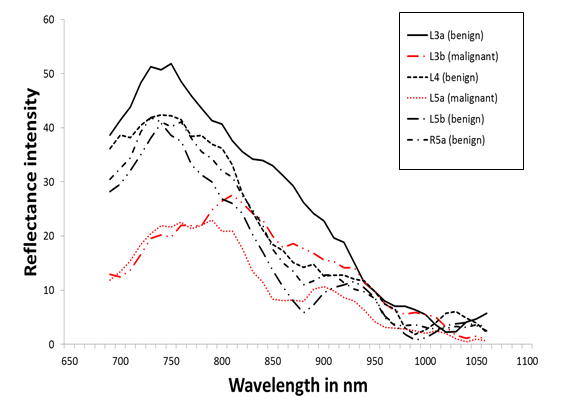 60
50
40
30
20
10
0
Reflectance intensity
650 700 750 800 850 900 950 1000 1050 1100
Wavelength in nm
L3a (benign)
L3b (malignant)
L4 (benign)
L5a (malignant)
L5b (benign)
R5a (benign)